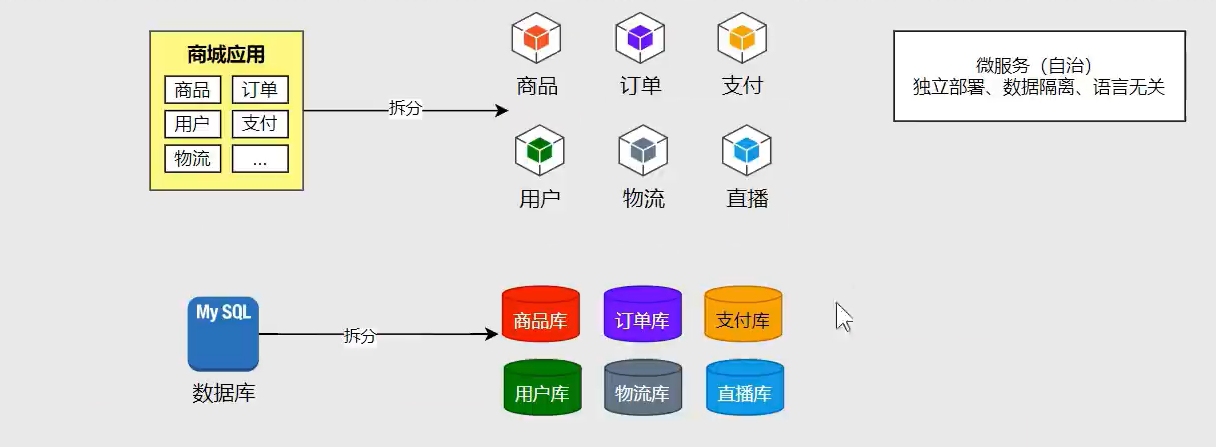 商城应用
商品
订单
用户
支付
物流
...
拆分
商品
订单
支付
用户
物流
直播
微服务（自治）
独立部署、数据隔离、语言无关
My SQL
数据库
拆分
商品库
订单库
支付库
用户库
物流库
直播库